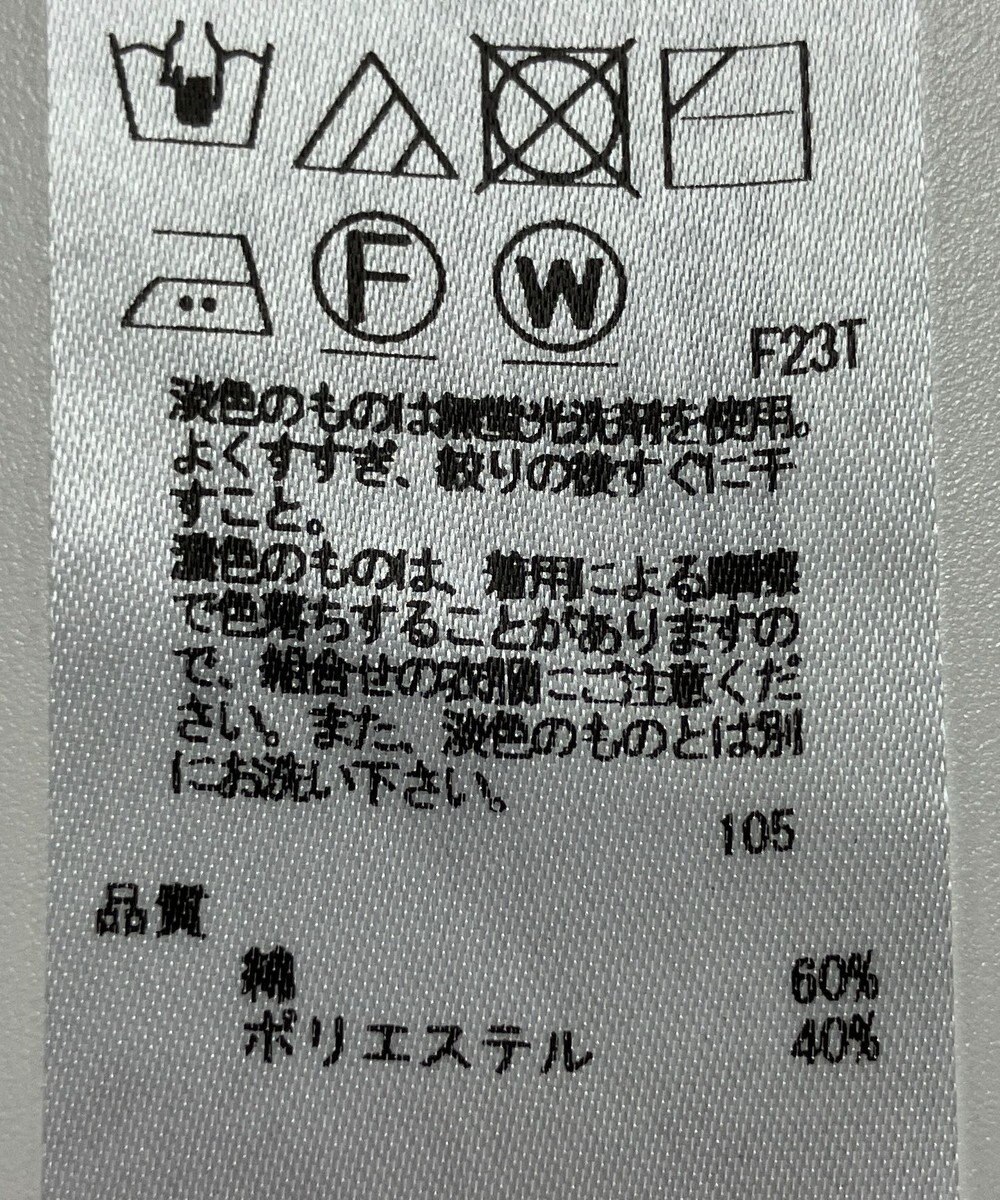 F
W
F23T
淡色のものは無蛍光洗剤を使用。
よくすすぎ、絞りの後すぐに干
すこと。
濃色のものは、着用による摩擦
で色落ちすることがありますの
で、組合せの衣服にご注意くだ
さい。また、淡色のものとは別
にお洗い下さい。
105
品質
綿 60%
ポリエステル 40%